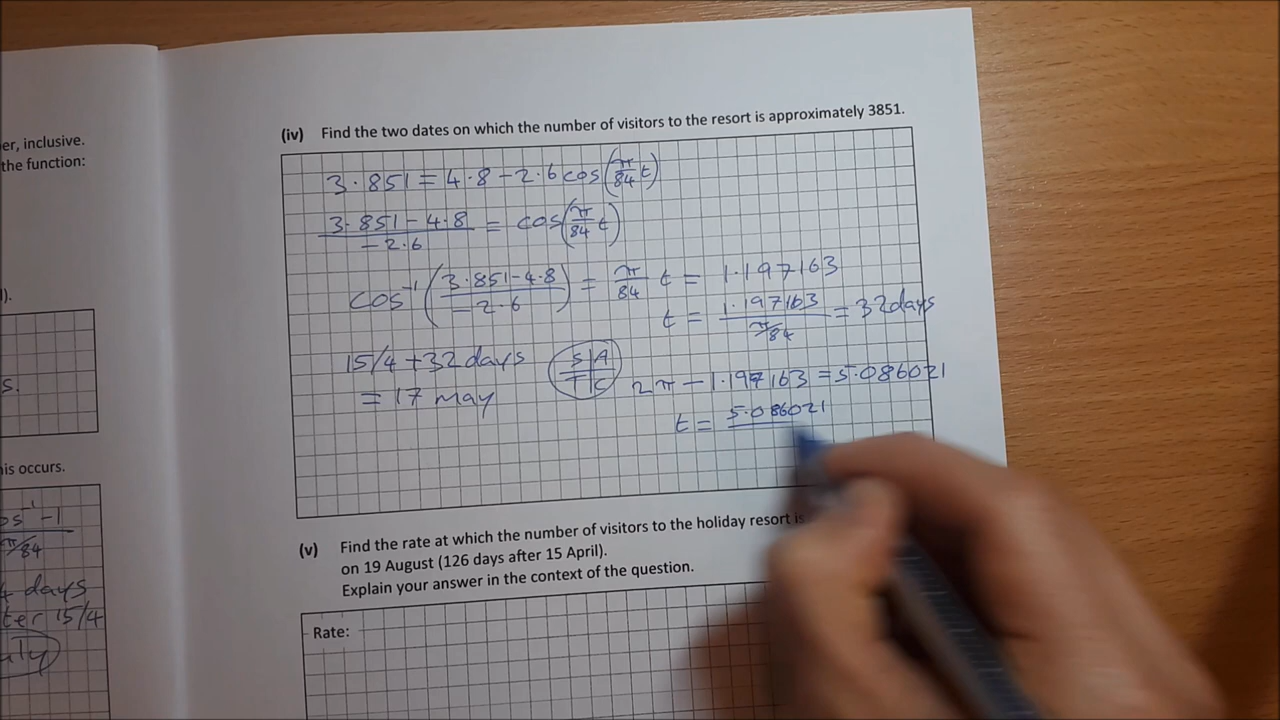 er, inclusive.
the function:
).
s.
is occurs.
os⁻¹ -1
π/84
4 days
ter 15/4
(iv) Find the two dates on which the number of visitors to the resort is approximately 3851.
3.851 = 4.8 - 2.6 cos(π/84 t)
3.851 - 4.8 / -2.6 = cos(π/84 t)
cos⁻¹(3.851-4.8 / -2.6) = π/84 t = 1.197163
t = 1.197163 / π/84 = 32 days
15/4 + 32 days
= 17 may
S A
T C
2π - 1.197163 = 5.086021
t = 5.086021
(v) Find the rate at which the number of visitors to the holiday resort is
on 19 August (126 days after 15 April).
Explain your answer in the context of the question.
Rate: